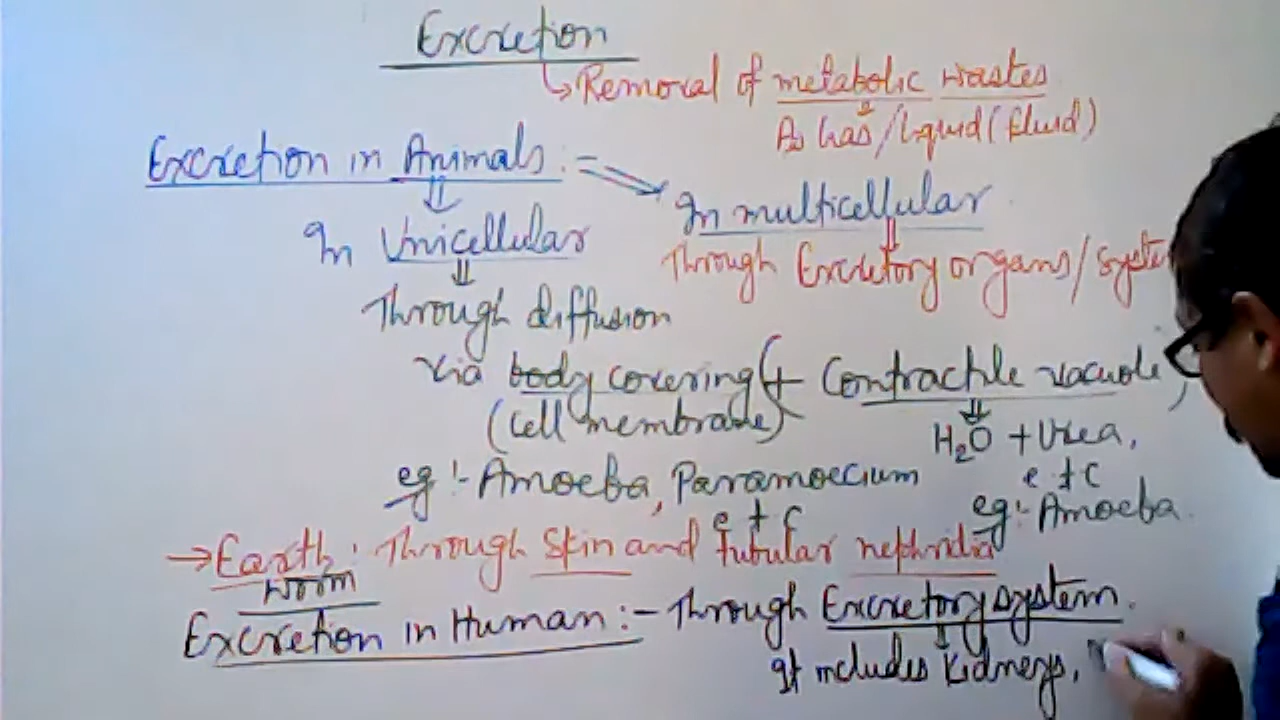 Excretion
↳ Removal of metabolic wastes
As Gas/liquid (fluid)
Excretion in Animals :- ⇒ In multicellular
In Unicellular
Through Excretory organs/Syste
⇓
Through diffusion
via body covering (+ Contractile vacuole)
(Cell membrane)
⇓
H₂O + Urea,
etc
eg:- Amoeba, Paramoecium
etc
eg:- Amoeba.
→ Earth : Through Skin and tubular nephridia
worm
Excretion in Human :- Through Excretory system.
↓
It includes Kidneys,